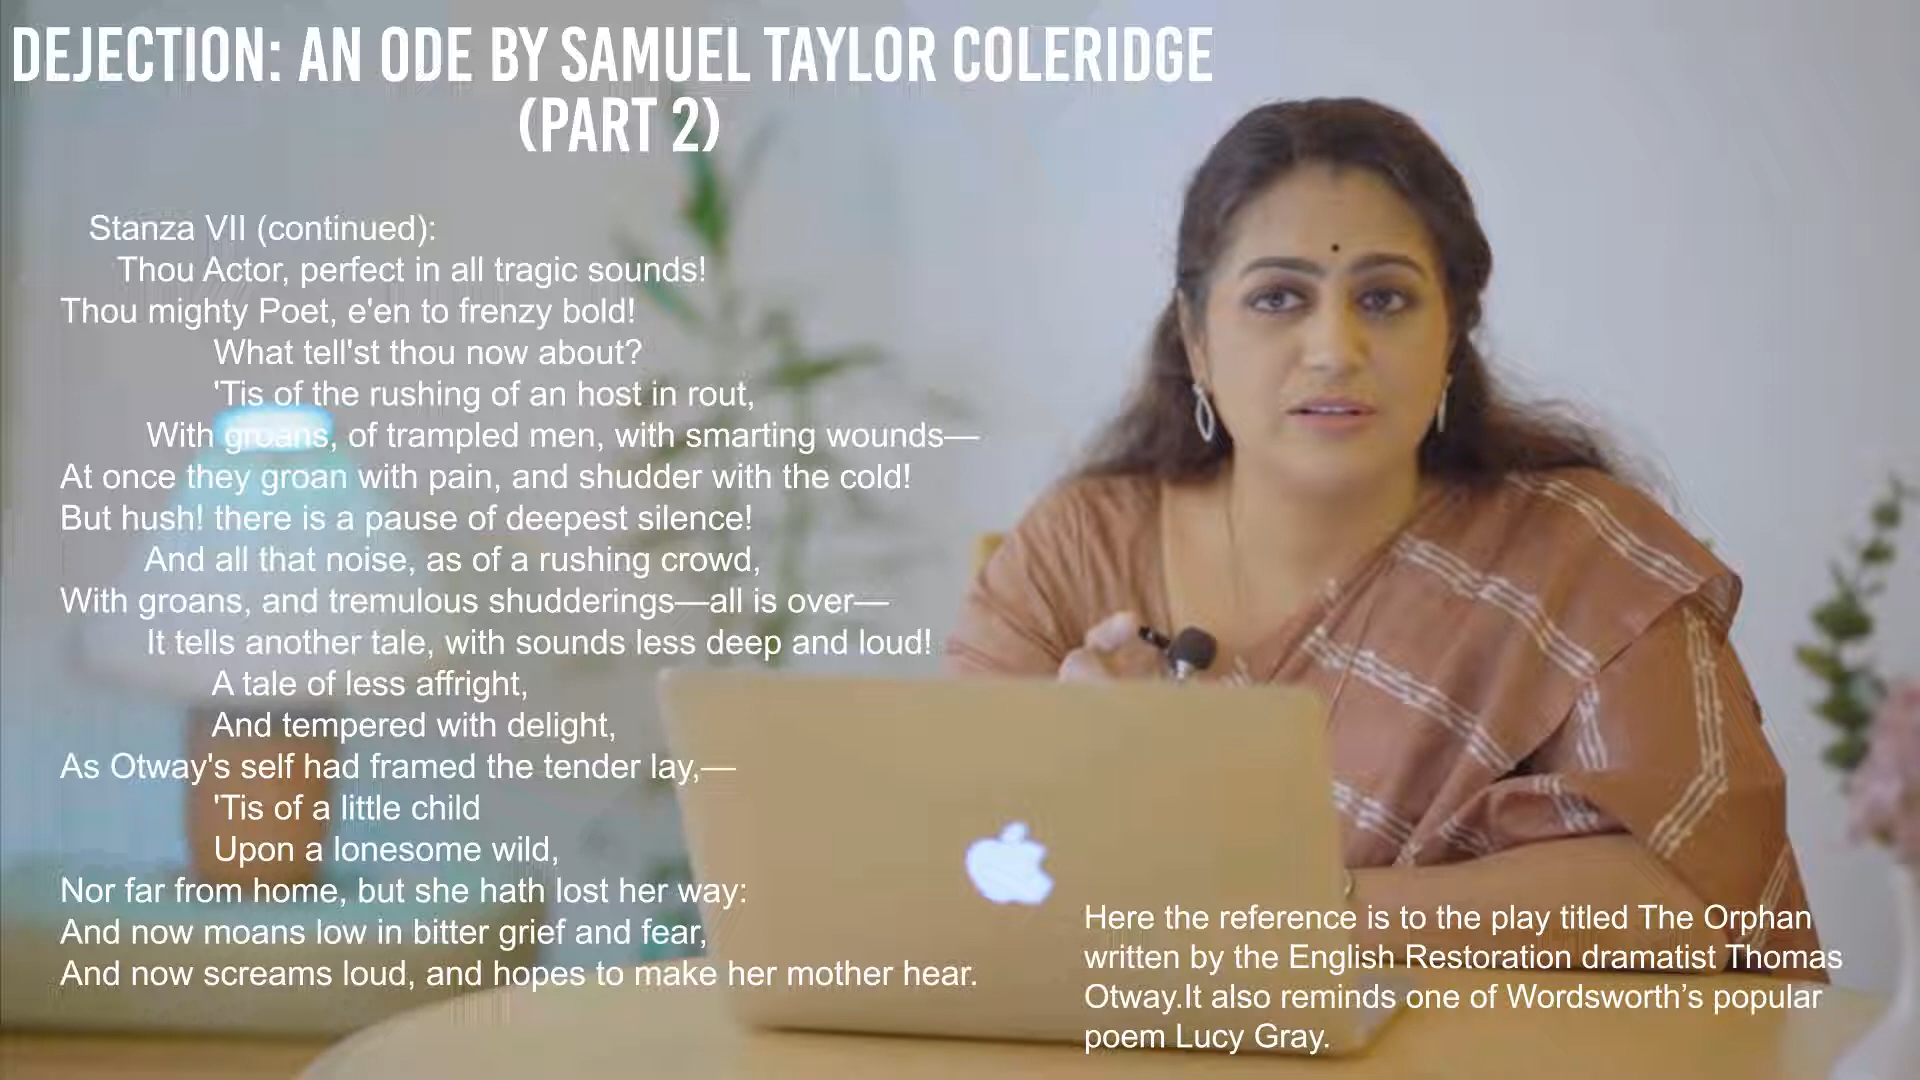 DEJECTION: AN ODE BY SAMUEL TAYLOR COLERIDGE
(PART 2)
Stanza VII (continued):
Thou Actor, perfect in all tragic sounds!
Thou mighty Poet, e'en to frenzy bold!
What tell'st thou now about?
'Tis of the rushing of an host in rout,
With groans, of trampled men, with smarting wounds—
At once they groan with pain, and shudder with the cold!
But hush! there is a pause of deepest silence!
And all that noise, as of a rushing crowd,
With groans, and tremulous shudderings—all is over—
It tells another tale, with sounds less deep and loud!
A tale of less affright,
And tempered with delight,
As Otway's self had framed the tender lay,—
'Tis of a little child
Upon a lonesome wild,
Nor far from home, but she hath lost her way:
And now moans low in bitter grief and fear,
And now screams loud, and hopes to make her mother hear.
Here the reference is to the play titled The Orphan
written by the English Restoration dramatist Thomas
Otway.It also reminds one of Wordsworth’s popular
poem Lucy Gray.